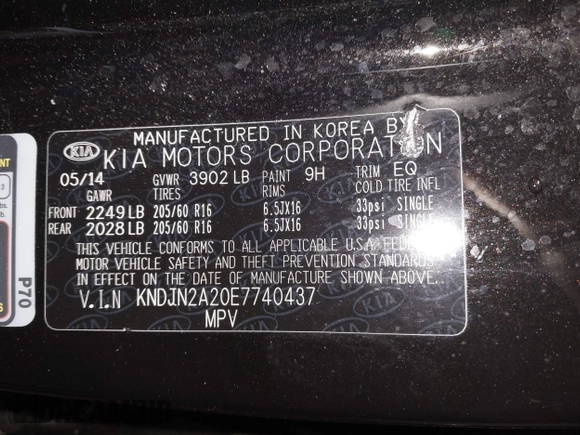 MANUFACTURED IN KOREA BY
KIA KIA MOTORS CORPORATION
05/14 GVWR 3902 LB PAINT 9H TRIM EQ
GAWR TIRES RIMS COLD TIRE INFL
FRONT 2249 LB 205/60 R16 6.5JX16 33psi SINGLE
REAR 2028 LB 205/60 R16 6.5JX16 33psi SINGLE
THIS VEHICLE CONFORMS TO ALL APPLICABLE U.S.A FEDERAL
MOTOR VEHICLE SAFETY AND THEFT PREVENTION STANDARDS
IN EFFECT ON THE DATE OF MANUFACTURE SHOWN ABOVE.
V.I.N KNDJN2A20E7740437
MPV
P70